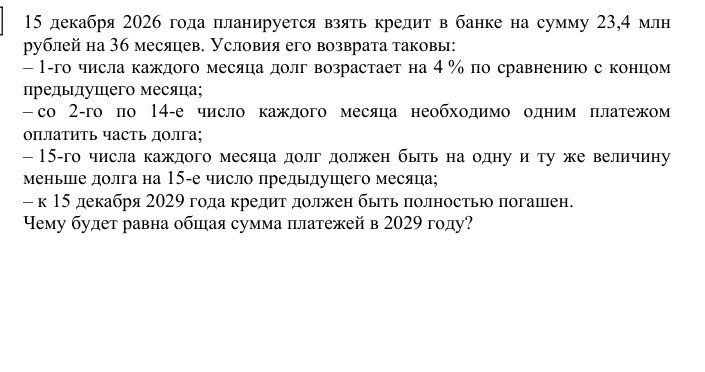 15 декабря 2026 года планируется взять кредит в банке на сумму 23,4 млн
рублей на 36 месяцев. Условия его возврата таковы:
– 1-го числа каждого месяца долг возрастает на 4 % по сравнению с концом
предыдущего месяца;
– со 2-го по 14-е число каждого месяца необходимо одним платежом
оплатить часть долга;
– 15-го числа каждого месяца долг должен быть на одну и ту же величину
меньше долга на 15-е число предыдущего месяца;
– к 15 декабря 2029 года кредит должен быть полностью погашен.
Чему будет равна общая сумма платежей в 2029 году?